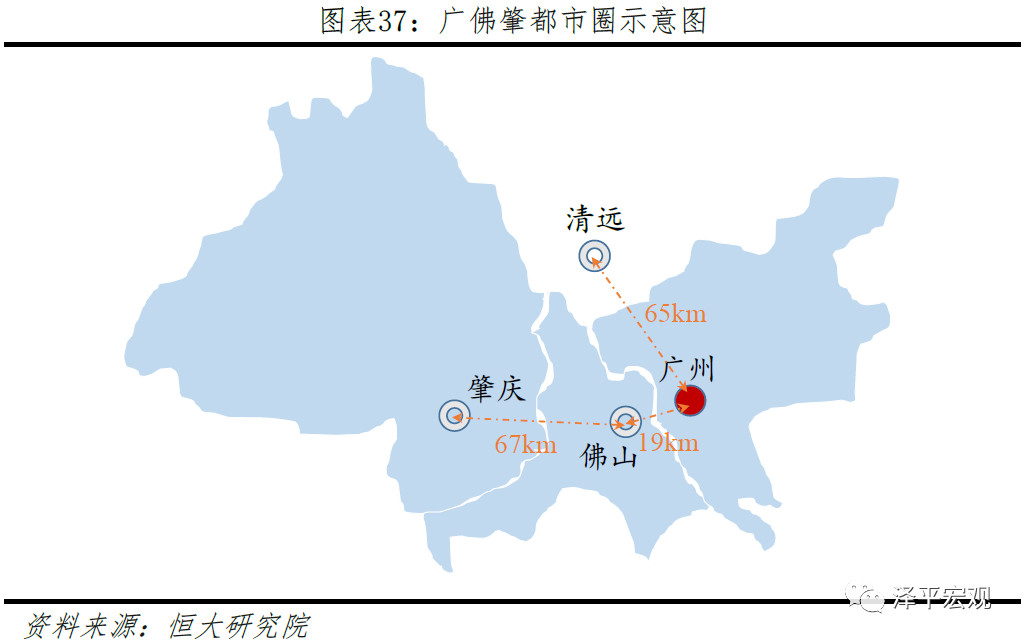 图表37：广佛肇都市圈示意图
清远
65km
广州
肇庆
67km
19km
佛山
泽平宏观
资料来源：恒大研究院